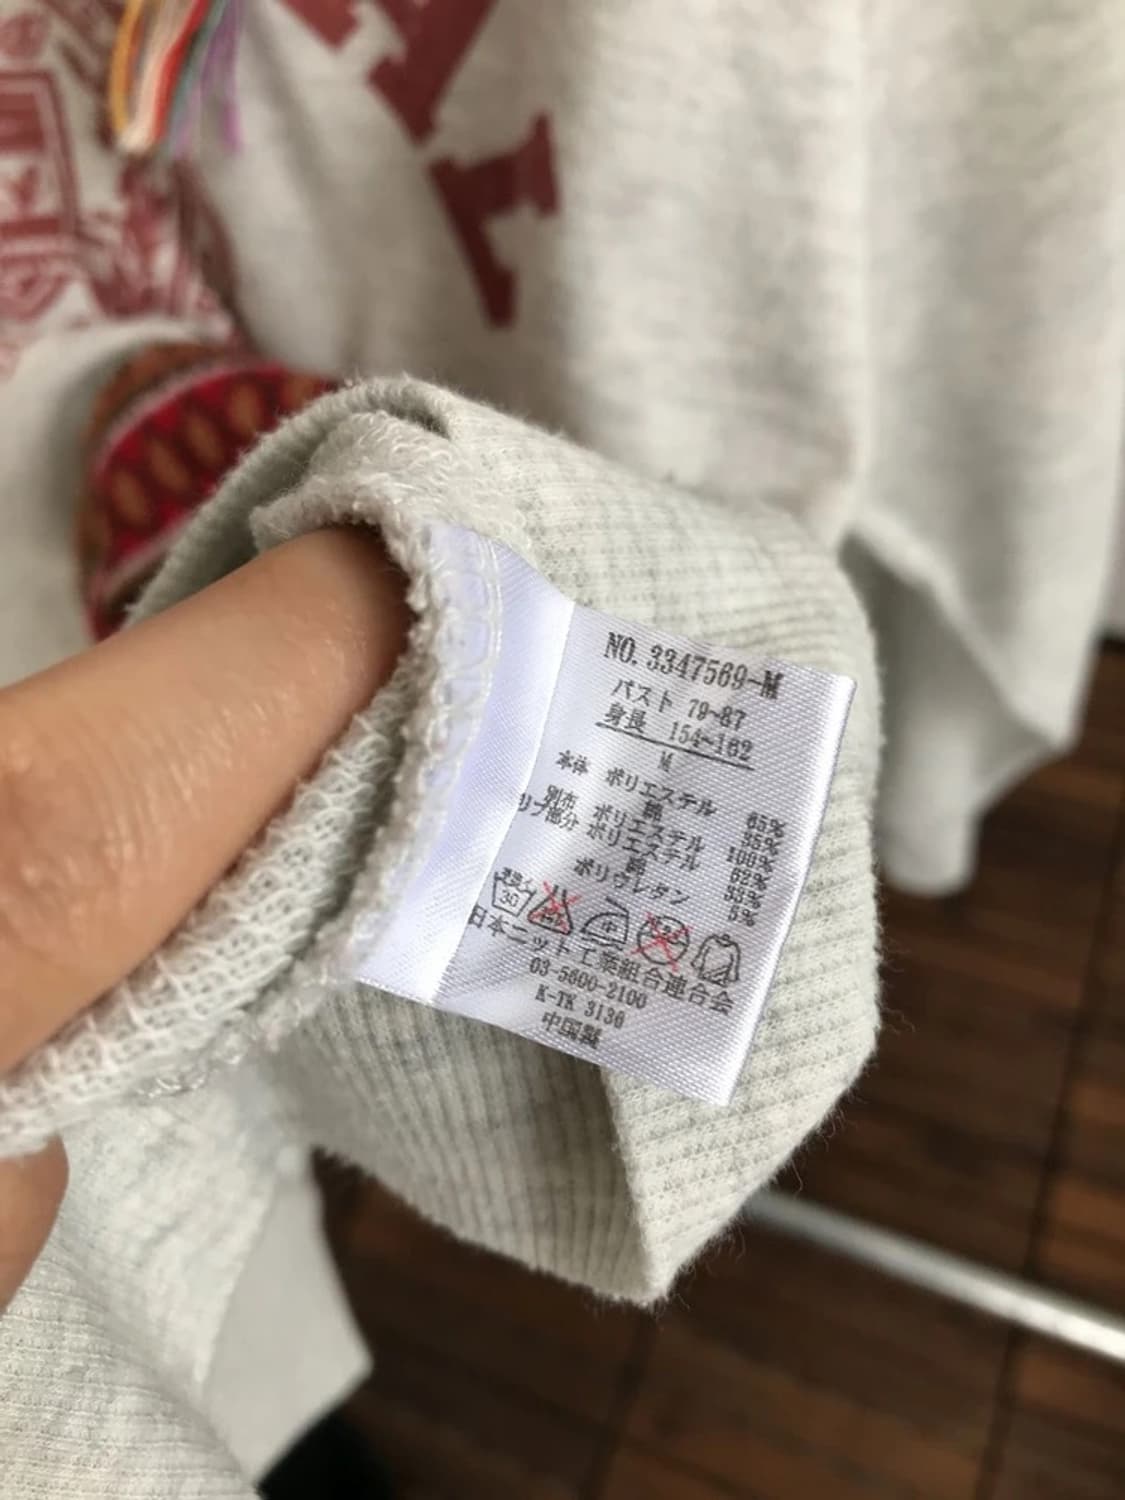 NO.3347569-M
バスト 79~87
身長 154~162
M
本体 ポリエステル 65%
綿 35%
別布 ポリエステル 100%
リブ部分 ポリエステル 62%
綿 33%
ポリウレタン 5%
30
中
日本ニット工業組合連合会
03-5600-2100
K-TK 3136
中国製